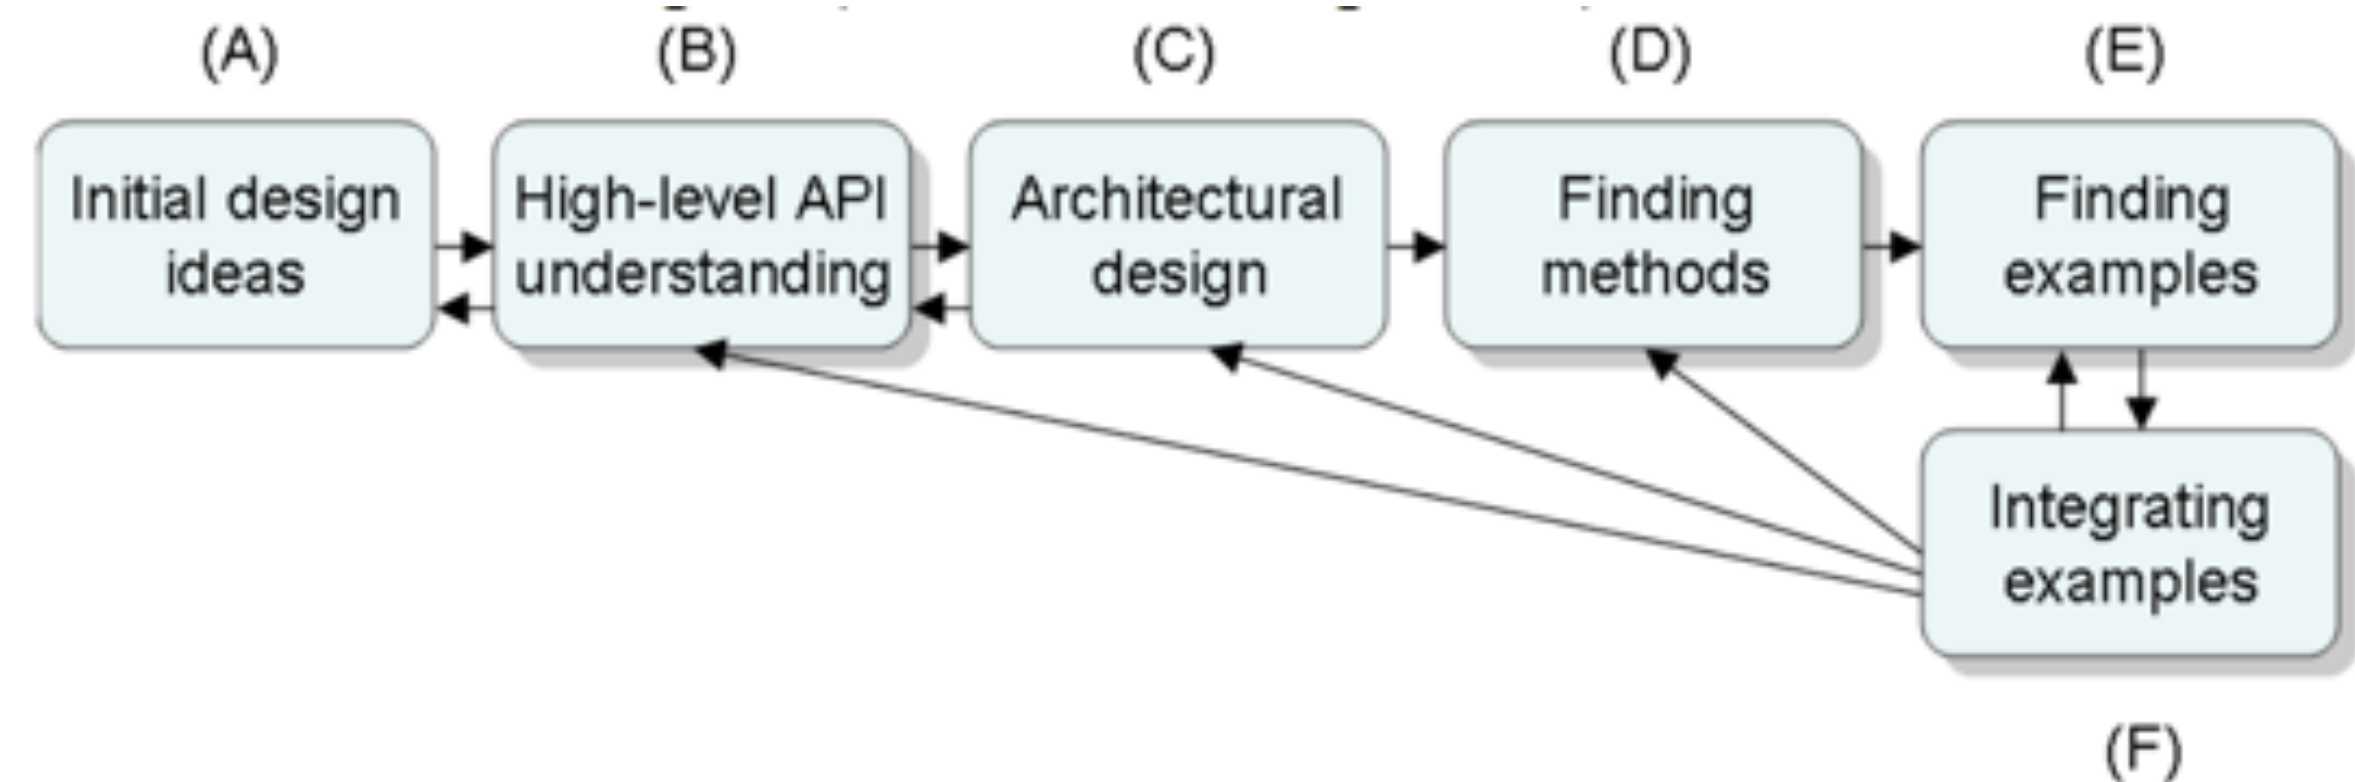 (A)
(B)
(C)
(D)
(E)
Initial design
ideas
High-level API
understanding
Architectural
design
Finding
methods
Finding
examples
Integrating
examples
(F)